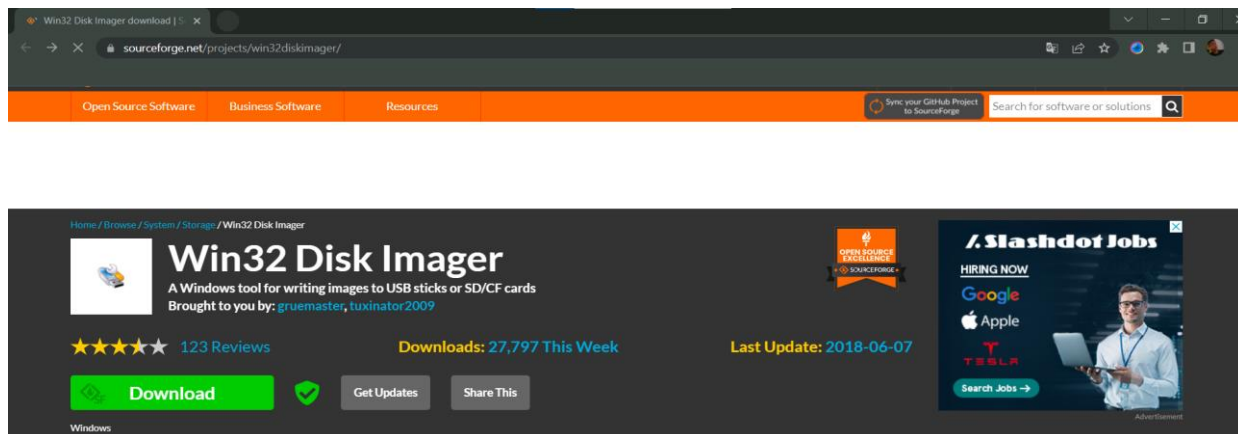 Win32 Disk Imager download | S
sourceforge.net/projects/win32diskimager/
Open Source Software Business Software Resources
Sync your GitHub Project
to SourceForge
Search for software or solutions
Home / Browse / System / Storage / Win32 Disk Imager
Win32 Disk Imager
A Windows tool for writing images to USB sticks or SD/CF cards
Brought to you by: gruemaster, tuxinator2009
OPEN SOURCE
EXCELLENCE
SOURCEFORGE
123 Reviews
Downloads: 27,797 This Week
Last Update: 2018-06-07
Download
Get Updates
Share This
Windows
Slashdot Jobs
HIRING NOW
Google
Apple
TESLA
Search Jobs →
Advertisement